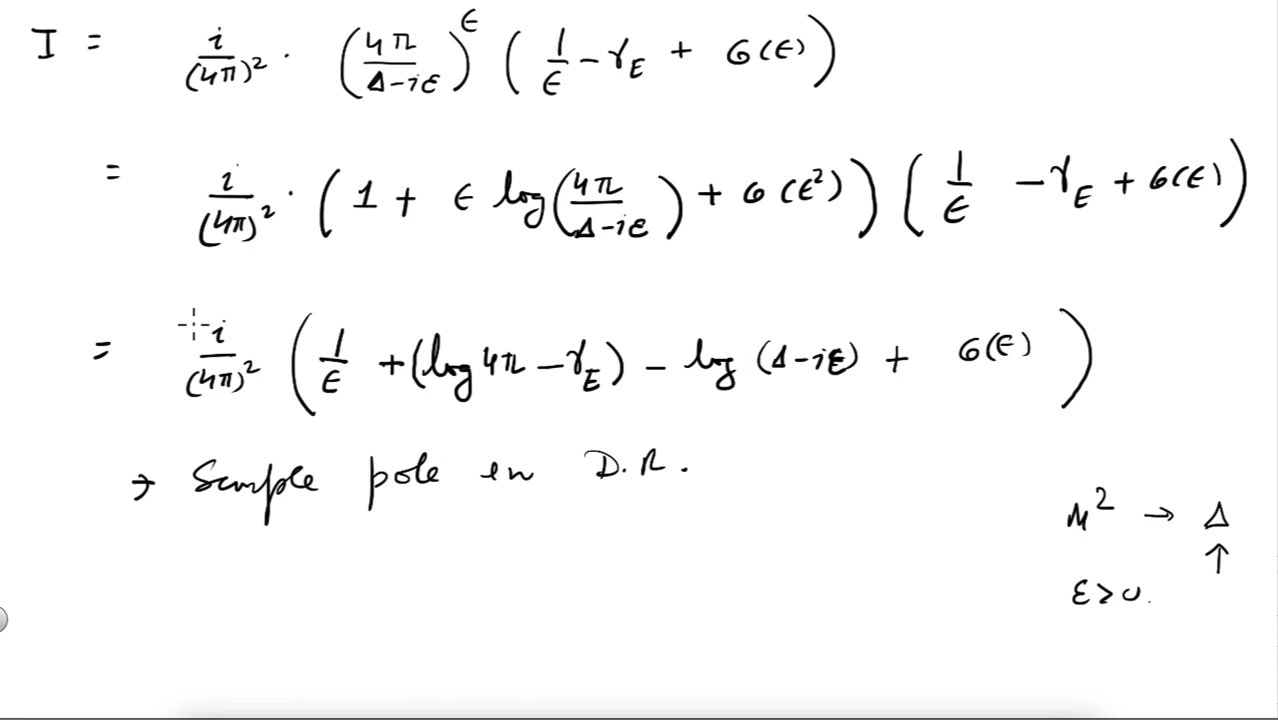 I = i/(4π)² · (4π/(Δ-iε))^ϵ (1/ϵ - γ_E + O(ϵ))
= i/(4π)² · (1 + ϵ log(4π/(Δ-iε)) + O(ϵ²)) (1/ϵ - γ_E + O(ϵ))
= i/(4π)² (1/ϵ + (log 4π - γ_E) - log (Δ-iε) + O(ϵ))
→ Simple pole in D.R.
M² → Δ
↑
ε > 0.